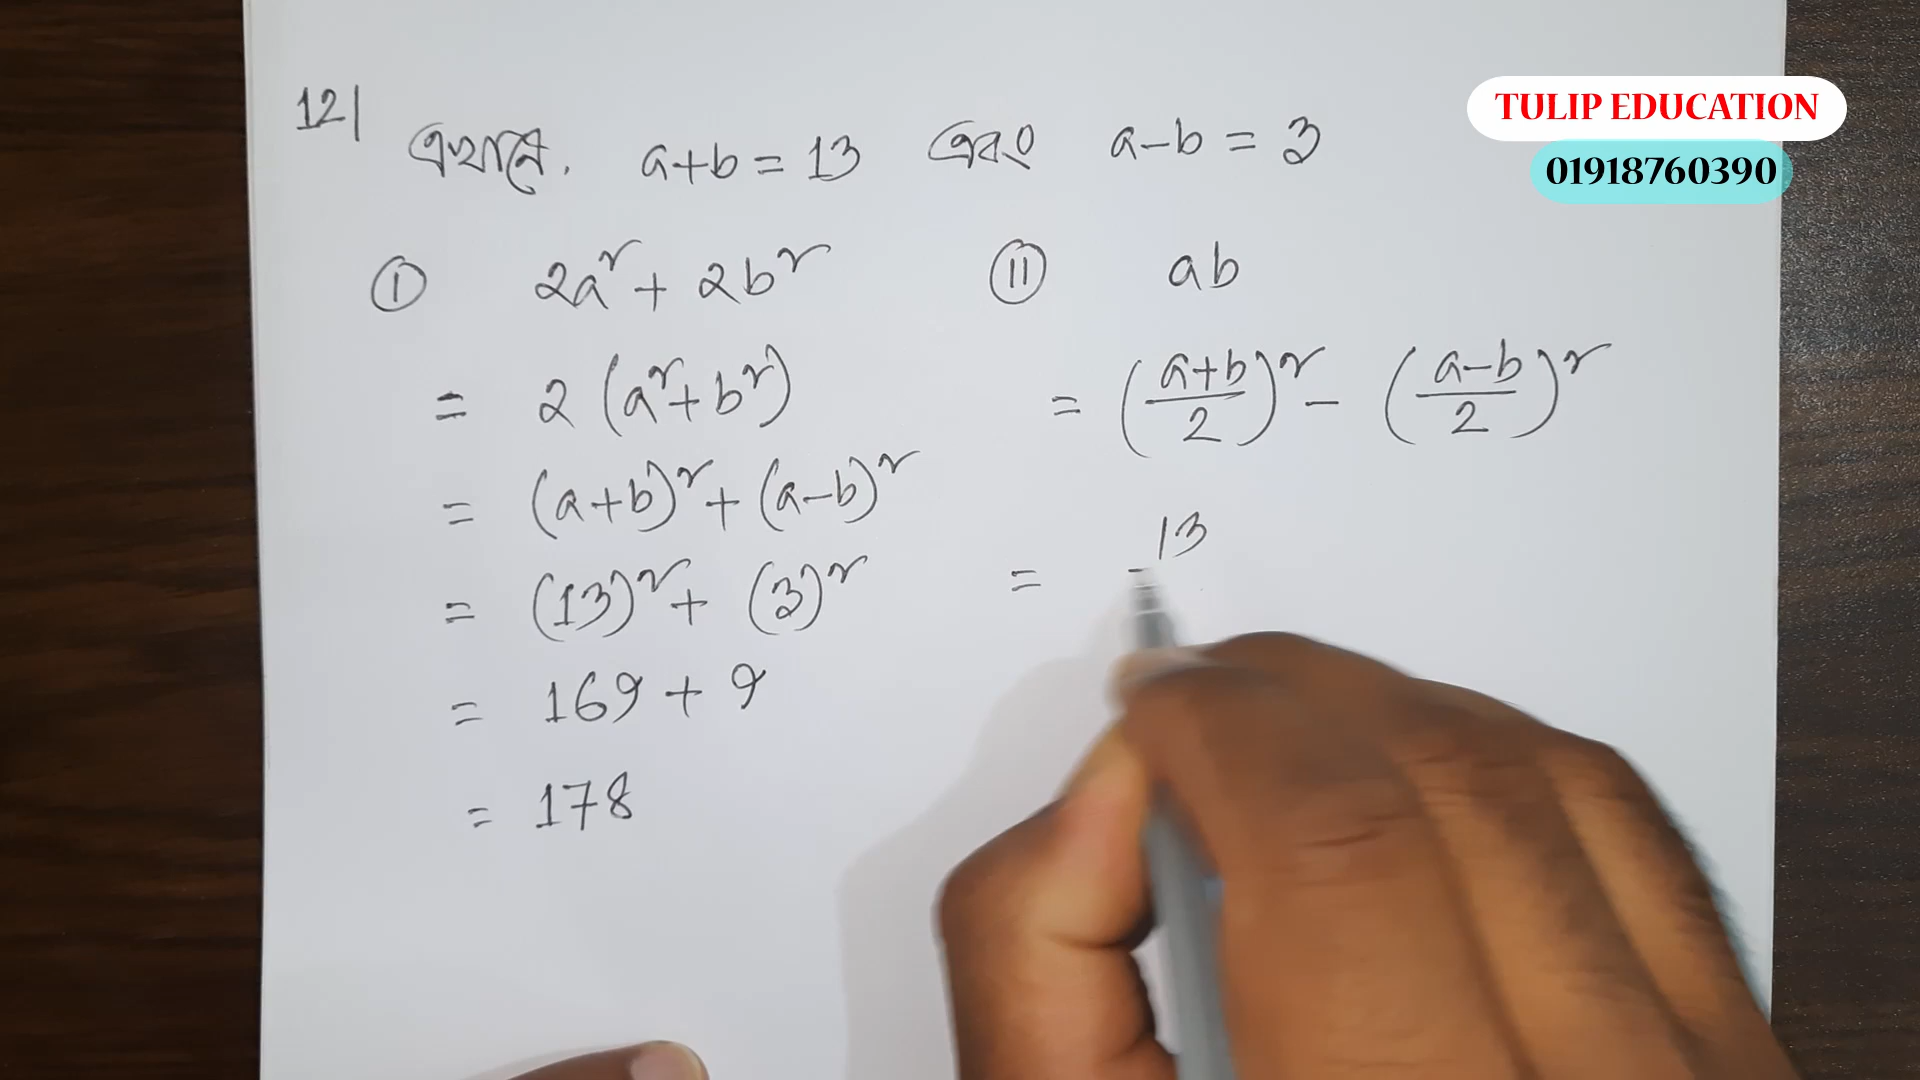 12|
এখানে, a+b = 13 এবং a-b = 3
TULIP EDUCATION
01918760390
(i) 2a² + 2b²
= 2 (a²+b²)
= (a+b)² + (a-b)²
= (13)² + (3)²
= 169 + 9
= 178
(ii) ab
= ((a+b)/2)² - ((a-b)/2)²
= 13